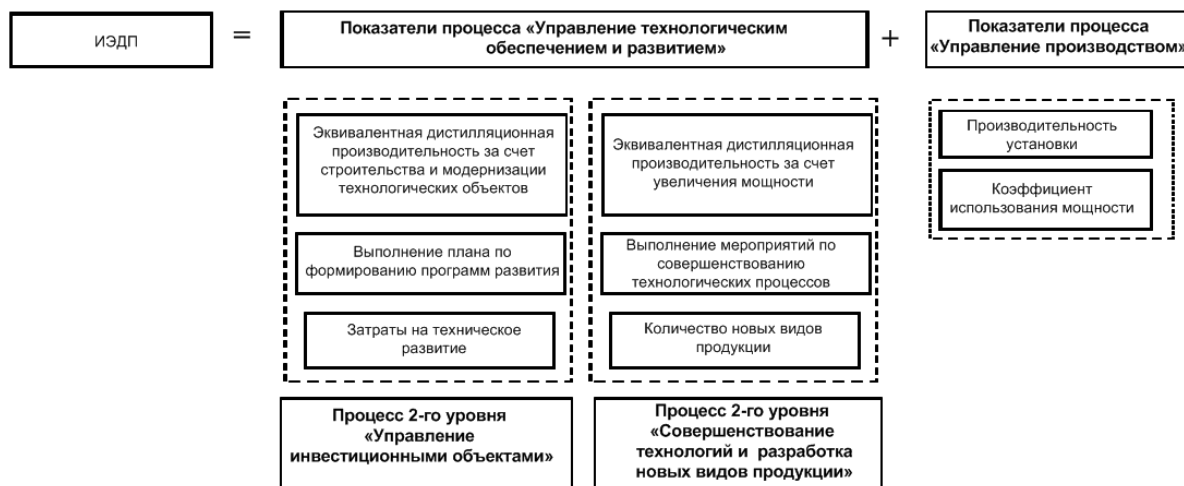 ИЭДП
=
Показатели процесса «Управление технологическим
обеспечением и развитием»
+
Показатели процесса
«Управление производством»
Эквивалентная дистилляционная
производительность за счет
строительства и модернизации
технологических объектов
Выполнение плана по
формированию программ развития
Затраты на техническое
развитие
Эквивалентная дистилляционная
производительность за счет
увеличения мощности
Выполнение мероприятий по
совершенствованию
технологических процессов
Количество новых видов
продукции
Производительность
установки
Коэффициент
использования мощности
Процесс 2-го уровня
«Управление
инвестиционными объектами»
Процесс 2-го уровня
«Совершенствование
технологий и разработка
новых видов продукции»